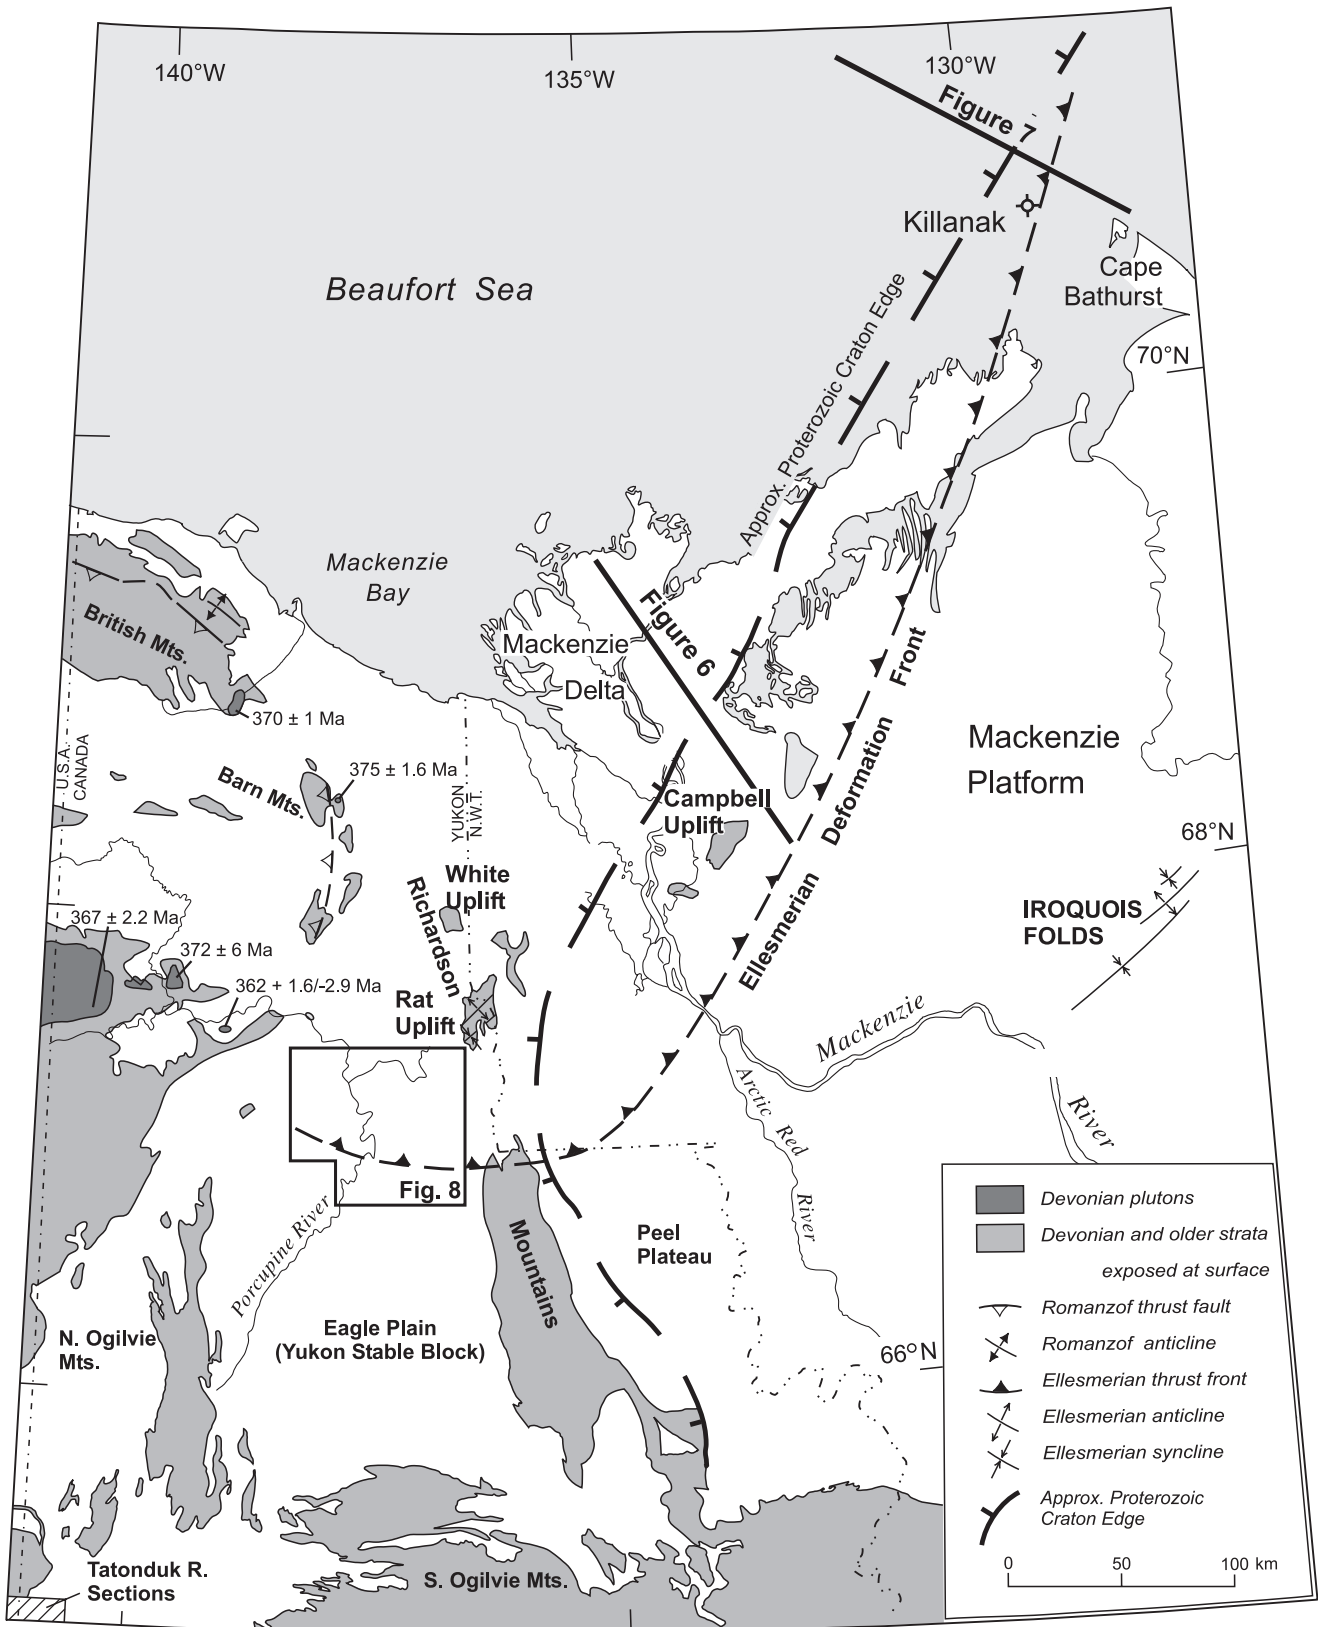 140°W
135°W
130°W
Figure 7
Killanak
Cape
Bathurst
Beaufort Sea
Approx. Proterozoic Craton Edge
70°N
Mackenzie
Bay
British Mts.
Figure 6
Mackenzie
Delta
Ellesmerian Deformation Front
370 ± 1 Ma
Mackenzie
Platform
U.S.A.
CANADA
Barn Mts.
375 ± 1.6 Ma
YUKON
N.W.T.
Campbell
Uplift
68°N
White
Uplift
Richardson
367 ± 2.2 Ma
IROQUOIS
FOLDS
372 ± 6 Ma
362 + 1.6/-2.9 Ma
Rat
Uplift
Mackenzie
River
Arctic Red
River
Fig. 8
Porcupine River
Mountains
Peel
Plateau
N. Ogilvie
Mts.
Eagle Plain
(Yukon Stable Block)
66°N
Tatonduk R.
Sections
S. Ogilvie Mts.
Devonian plutons
Devonian and older strata
exposed at surface
Romanzof thrust fault
Romanzof anticline
Ellesmerian thrust front
Ellesmerian anticline
Ellesmerian syncline
Approx. Proterozoic
Craton Edge
0 50 100 km